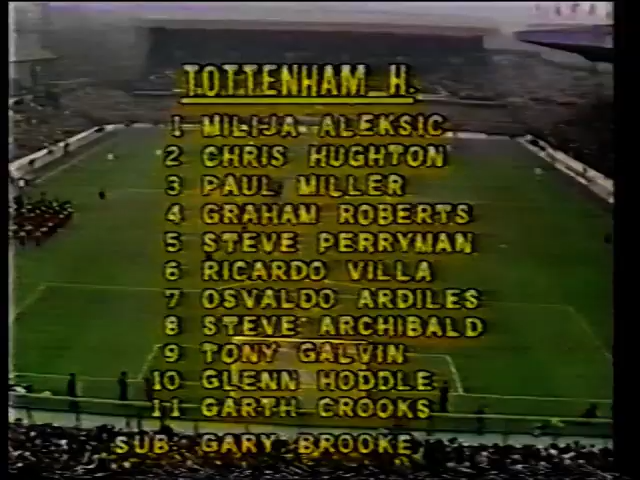 TOTTENHAM H.
1 MILIJA ALEKSIC
2 CHRIS HUGHTON
3 PAUL MILLER
4 GRAHAM ROBERTS
5 STEVE PERRYMAN
6 RICARDO VILLA
7 OSVALDO ARDILES
8 STEVE ARCHIBALD
9 TONY GALVIN
10 GLENN HODDLE
11 GARTH CROOKS
SUB GARY BROOKE